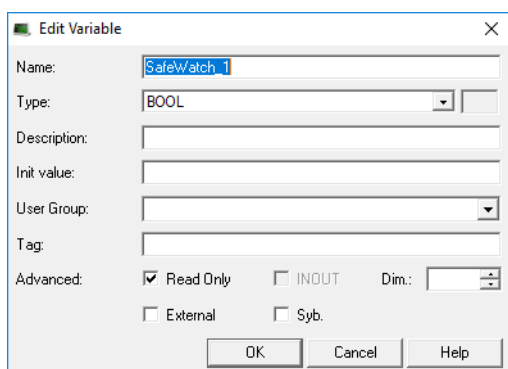 Edit Variable
Name: SafeWatch_1
Type: BOOL
Description:
Init value:
User Group:
Tag:
Advanced: Read Only INOUT Dim.:
External Syb.
OK Cancel Help